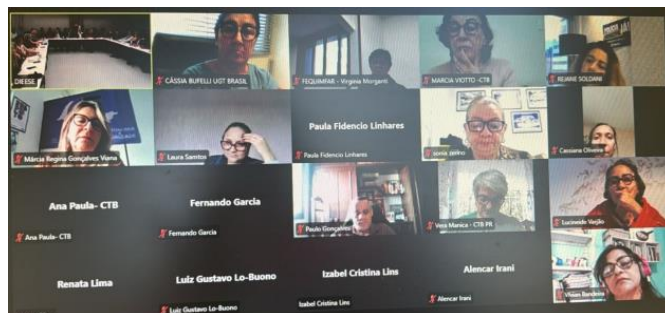 DIEESE
CÁSSIA BUFELLI UGT BRASIL
FEQUIMFAR - Virginia Morganti
MARCIA VIOTTO -CTB
REJANE SOLDANI
Márcia Regina Gonçalves Viana
Laura Santos
Paula Fidencio Linhares
Paula Fidencio Linhares
sonia zerino
Cassiana Oliveira
Ana Paula- CTB
Ana Paula- CTB
Fernando Garcia
Fernando Garcia
Paulo Gonçalves
Vera Manica - CTB PR
Lucineide Varjão
Renata Lima
Luiz Gustavo Lo-Buono
Luiz Gustavo Lo-Buono
Izabel Cristina Lins
Izabel Cristina Lins
Alencar Irani
Alencar Irani
Vivian Bandeira